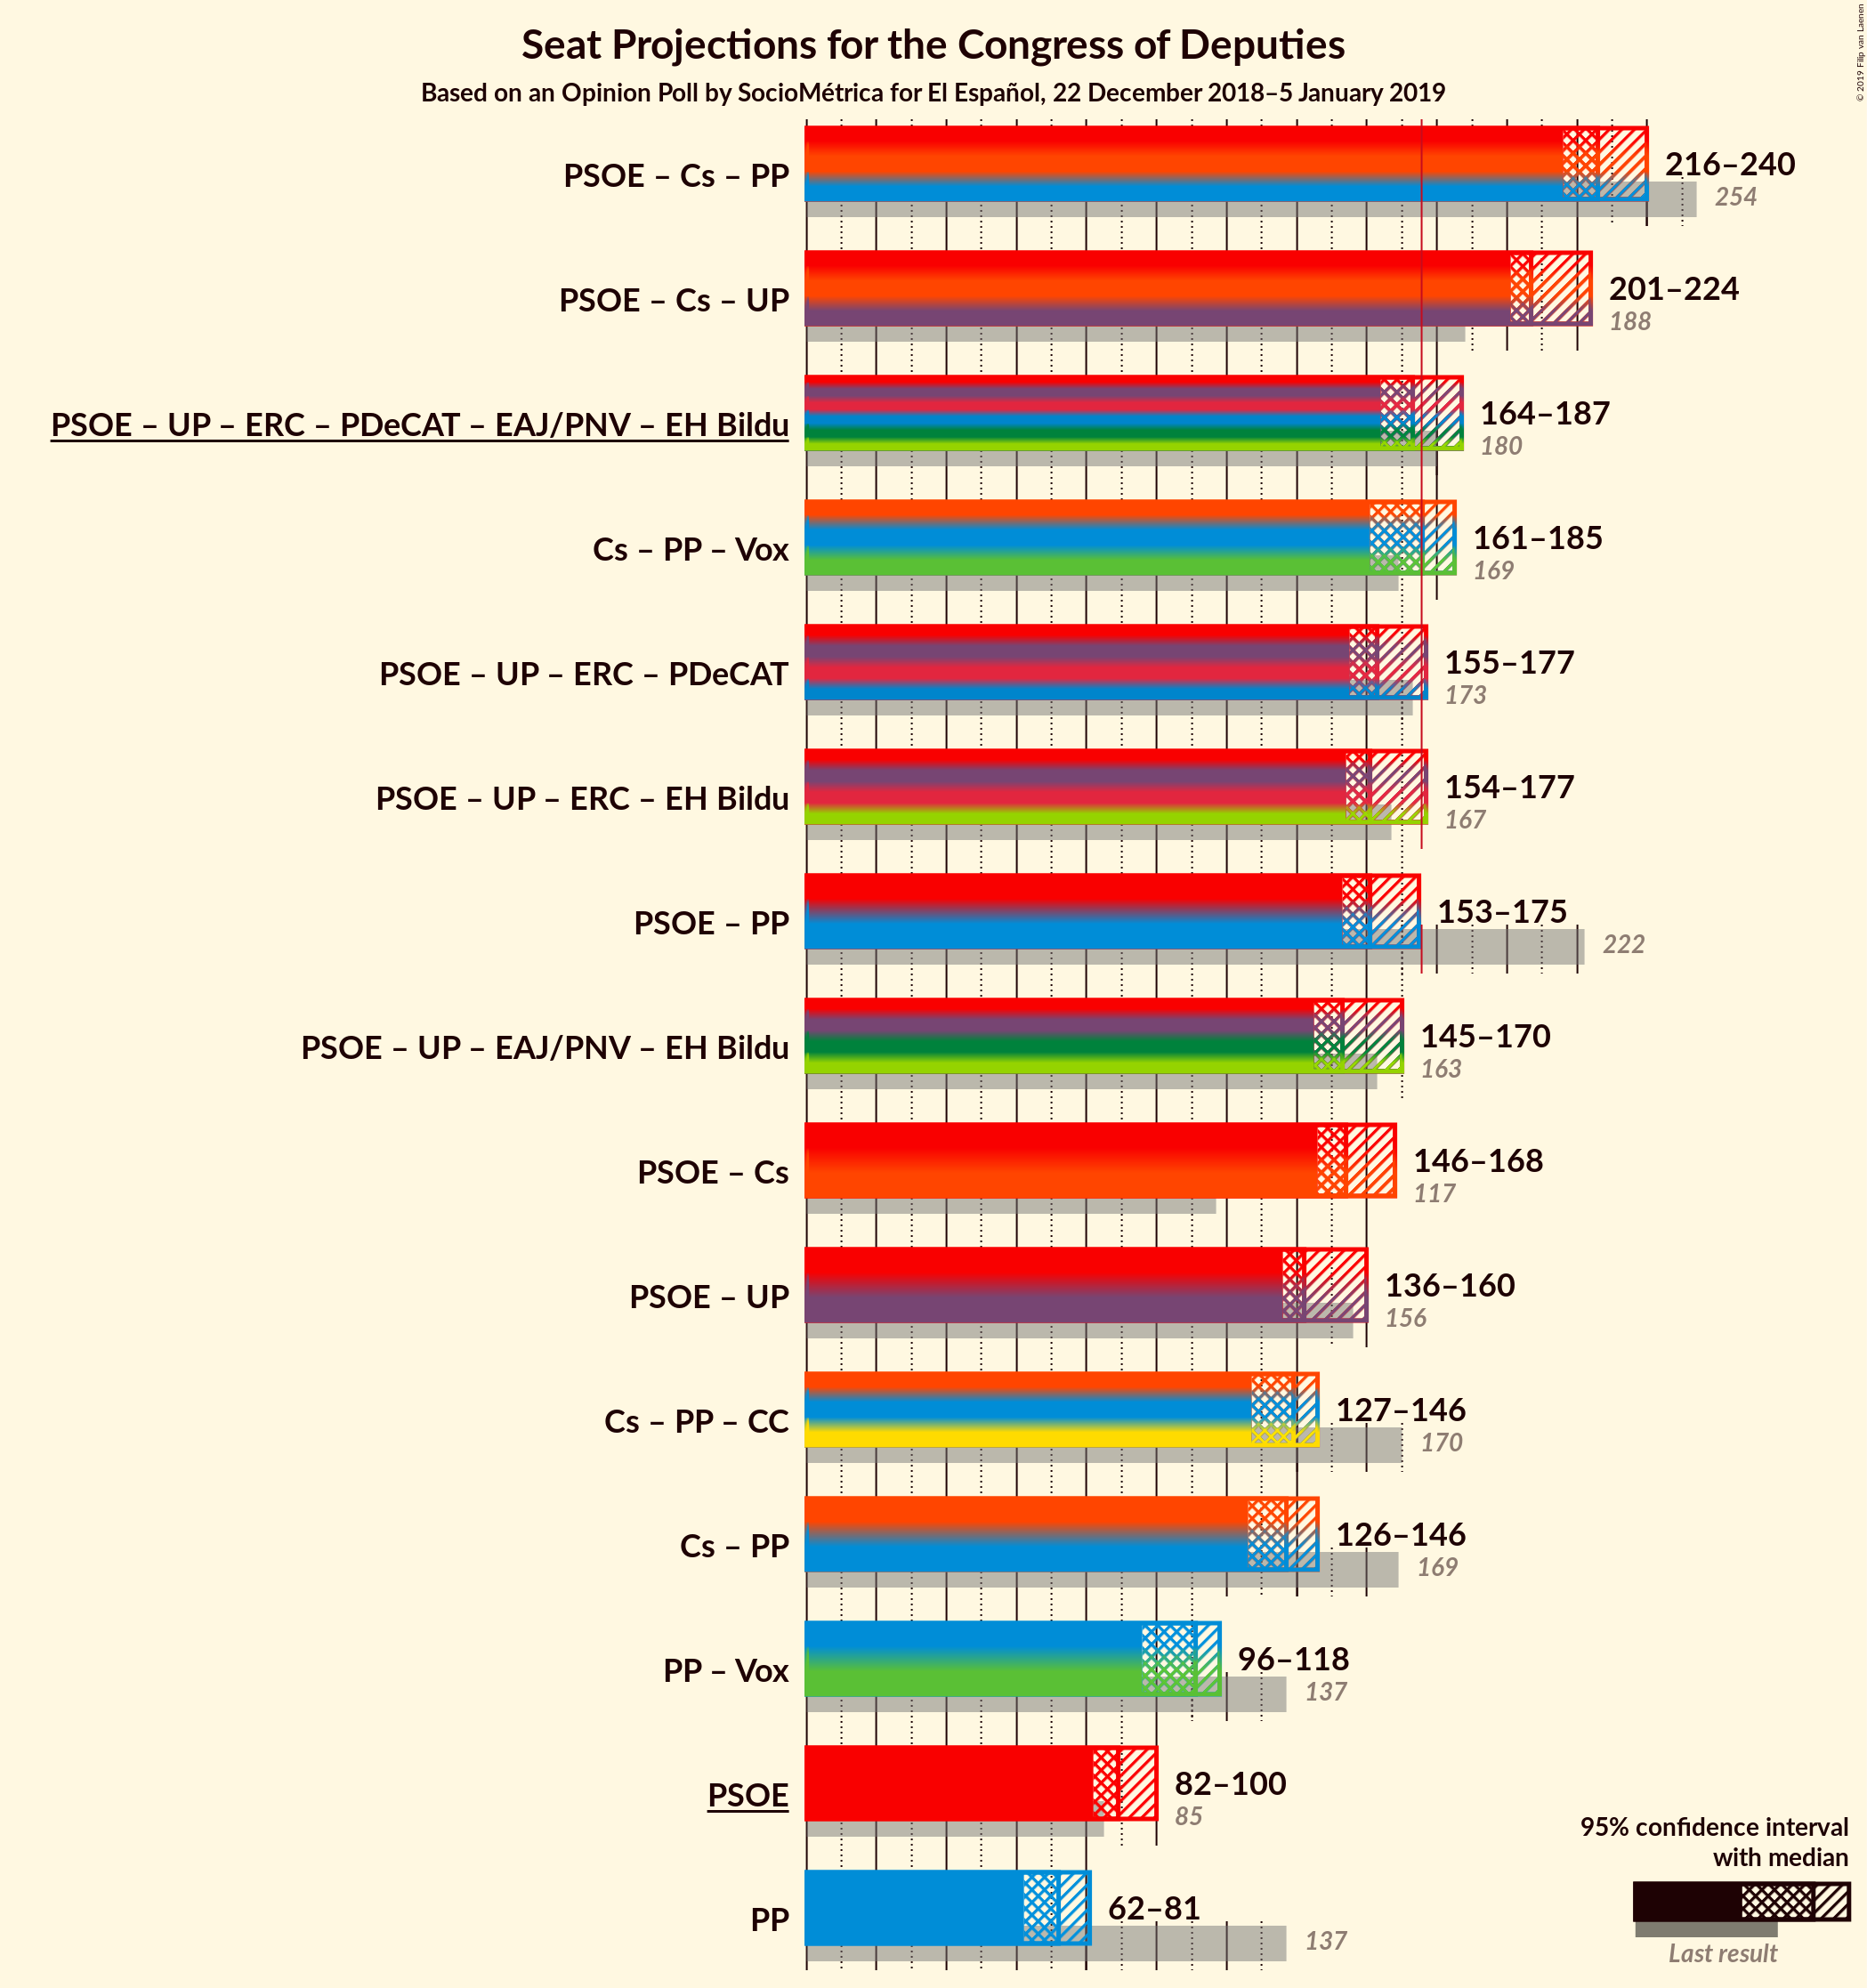 Seat Projections for the Congress of Deputies
Based on an Opinion Poll by SocioMétrica for El Español, 22 December 2018–5 January 2019
© 2019 Filip van Laenen
PSOE – Cs – PP
216–240
254
PSOE – Cs – UP
201–224
188
PSOE – UP – ERC – PDeCAT – EAJ/PNV – EH Bildu
164–187
180
Cs – PP – Vox
161–185
169
PSOE – UP – ERC – PDeCAT
155–177
173
PSOE – UP – ERC – EH Bildu
154–177
167
PSOE – PP
153–175
222
PSOE – UP – EAJ/PNV – EH Bildu
145–170
163
PSOE – Cs
146–168
117
PSOE – UP
136–160
156
Cs – PP – CC
127–146
170
Cs – PP
126–146
169
PP – Vox
96–118
137
PSOE
82–100
85
PP
62–81
137
95% confidence interval
with median
Last result